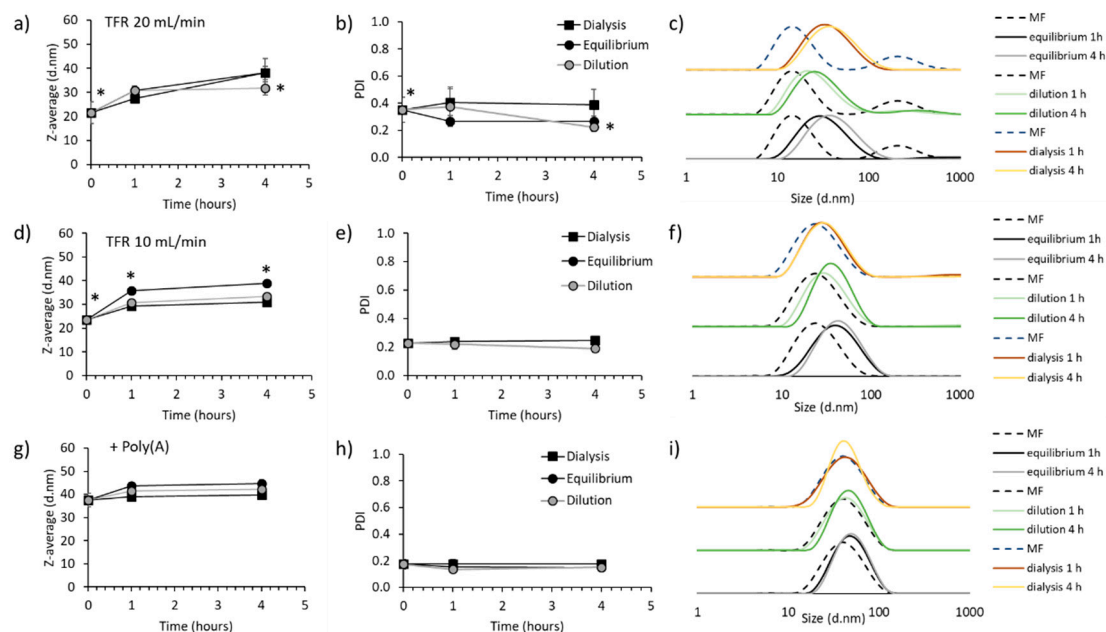 a) TFR 20 mL/min
Z-average (d.nm)
60
50
40
30
20
10
0
*
*
0 1 2 3 4 5
Time (hours)
b)
Dialysis
Equilibrium
Dilution
PDI
1.0
0.8
0.6
0.4
0.2
0.0
*
*
0 1 2 3 4 5
Time (hours)
c)
1 10 100 1000
Size (d.nm)
MF
equilibrium 1h
equilibrium 4 h
MF
dilution 1 h
dilution 4 h
MF
dialysis 1 h
dialysis 4 h
d) TFR 10 mL/min
Z-average (d.nm)
60
50
40
30
20
10
0
*
*
*
0 1 2 3 4 5
Time (hours)
e)
Dialysis
Equilibrium
Dilution
PDI
1.0
0.8
0.6
0.4
0.2
0.0
0 1 2 3 4 5
Time (hours)
f)
1 10 100 1000
Size (d.nm)
MF
equilibrium 1h
equilibrium 4 h
MF
dilution 1 h
dilution 4 h
MF
dialysis 1 h
dialysis 4 h
g) + Poly(A)
Z-average (d.nm)
60
50
40
30
20
10
0
0 1 2 3 4 5
Time (hours)
h)
Dialysis
Equilibrium
Dilution
PDI
1.0
0.8
0.6
0.4
0.2
0.0
0 1 2 3 4 5
Time (hours)
i)
1 10 100 1000
Size (d.nm)
MF
equilibrium 1h
equilibrium 4 h
MF
dilution 1 h
dilution 4 h
MF
dialysis 1 h
dialysis 4 h